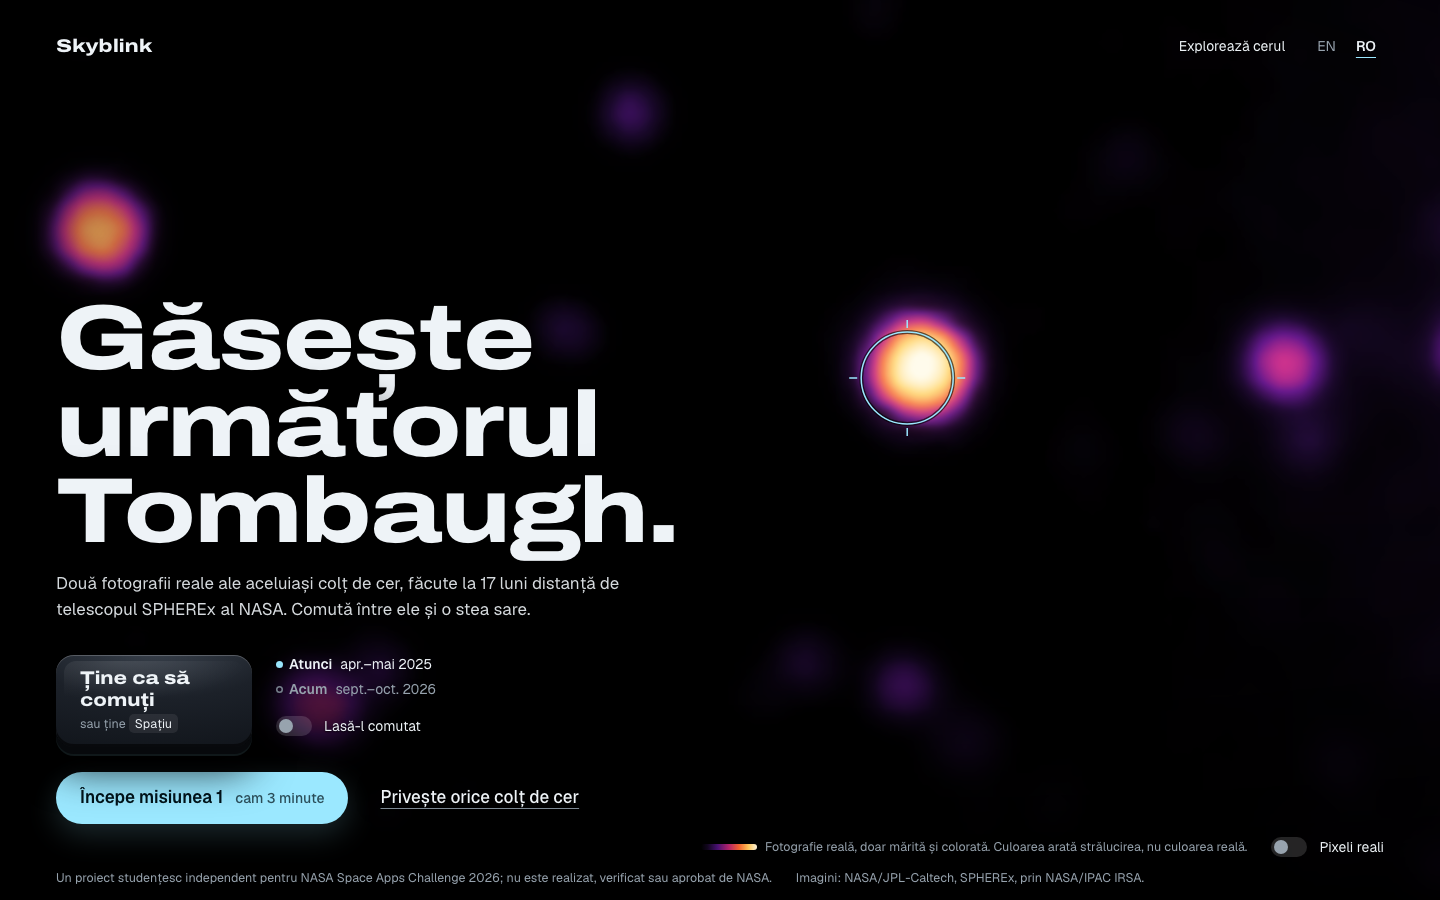 Skyblink
Explorează cerul EN RO
Găsește
următorul
Tombaugh.
Două fotografii reale ale aceluiași colț de cer, făcute la 17 luni distanță de
telescopul SPHEREx al NASA. Comută între ele și o stea sare.
Ține ca să
comuți
sau ține Spațiu
Atunci apr.–mai 2025
Acum sept.–oct. 2026
Lasă-l comutat
Începe misiunea 1 cam 3 minute
Privește orice colț de cer
Fotografie reală, doar mărită și colorată. Culoarea arată strălucirea, nu culoarea reală.
Pixeli reali
Un proiect studențesc independent pentru NASA Space Apps Challenge 2026; nu este realizat, verificat sau aprobat de NASA.
Imagini: NASA/JPL-Caltech, SPHEREx, prin NASA/IPAC IRSA.